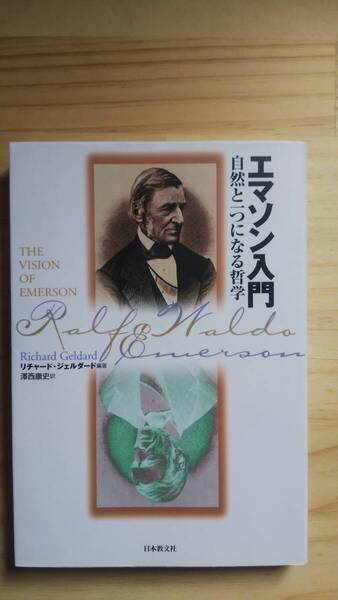 エマソン入門
自然と一つになる哲学
THE
VISION
OF
EMERSON
Ralf Waldo
Emerson
Richard Geldard
リチャード・ジェルダード編著
澤西康史訳
日本教文社